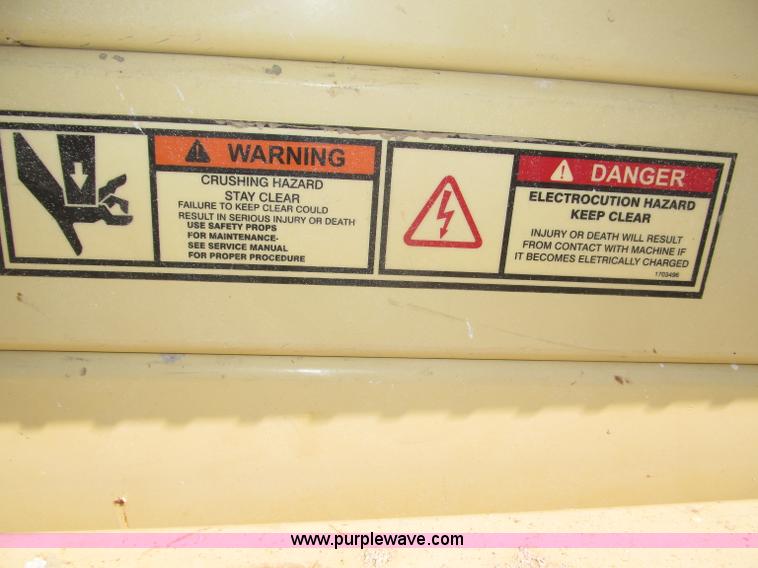 WARNING
CRUSHING HAZARD
STAY CLEAR
FAILURE TO KEEP CLEAR COULD
RESULT IN SERIOUS INJURY OR DEATH
USE SAFETY PROPS
FOR MAINTENANCE-
SEE SERVICE MANUAL
FOR PROPER PROCEDURE
DANGER
ELECTROCUTION HAZARD
KEEP CLEAR
INJURY OR DEATH WILL RESULT
FROM CONTACT WITH MACHINE IF
IT BECOMES ELETRICALLY CHARGED
1703496
www.purplewave.com